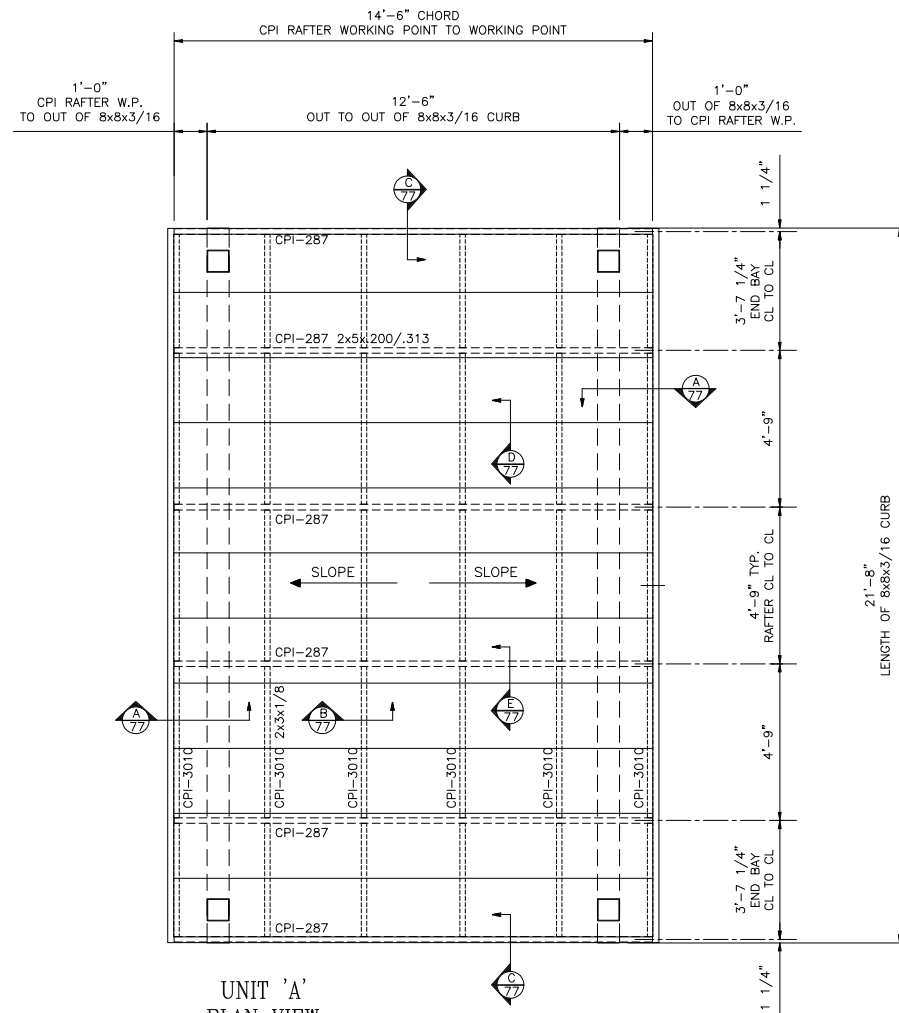 14'-6" CHORD
CPI RAFTER WORKING POINT TO WORKING POINT
1'-0"
CPI RAFTER W.P.
TO OUT OF 8x8x3/16
12'-6"
OUT TO OUT OF 8x8x3/16 CURB
1'-0"
OUT OF 8x8x3/16
TO CPI RAFTER W.P.
1 1/4"
C
77
CPI-287
3'-7 1/4"
END BAY
CL TO CL
CPI-287 2x5x.200/.313
A
77
4'-9"
D
77
CPI-287
SLOPE
SLOPE
4'-9" TYP.
RAFTER CL TO CL
21'-8"
LENGTH OF 8x8x3/16 CURB
CPI-287
A
77
2x3x1/8
B
77
E
77
4'-9"
CPI-3010
CPI-3010
CPI-3010
CPI-3010
CPI-3010
CPI-3010
CPI-287
3'-7 1/4"
END BAY
CL TO CL
CPI-287
C
77
1 1/4"
UNIT 'A'
PLAN VIEW